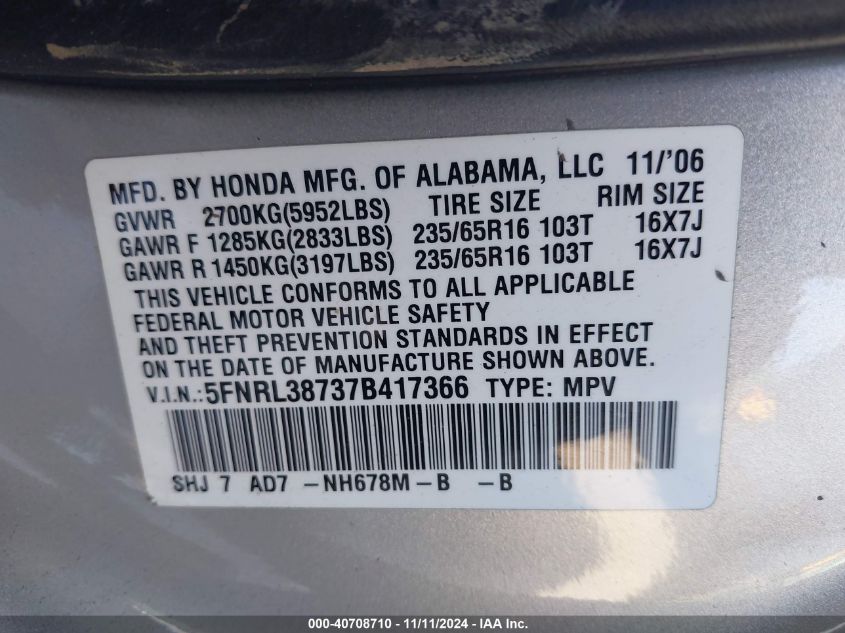 MFD. BY HONDA MFG. OF ALABAMA, LLC 11/'06
GVWR 2700KG(5952LBS) TIRE SIZE RIM SIZE
GAWR F 1285KG(2833LBS) 235/65R16 103T 16X7J
GAWR R 1450KG(3197LBS) 235/65R16 103T 16X7J
THIS VEHICLE CONFORMS TO ALL APPLICABLE
FEDERAL MOTOR VEHICLE SAFETY
AND THEFT PREVENTION STANDARDS IN EFFECT
ON THE DATE OF MANUFACTURE SHOWN ABOVE.
V.I.N.:5FNRL38737B417366 TYPE: MPV
SHJ 7 AD7 -NH678M-B -B
000-40708710 - 11/11/2024 - IAA Inc.